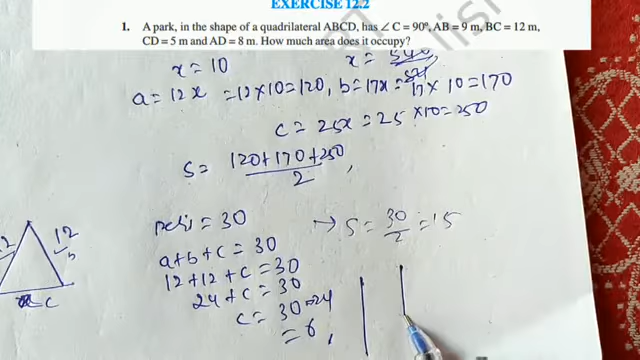 EXERCISE 12.2
1. A park, in the shape of a quadrilateral ABCD, has ∠ C = 90º, AB = 9 m, BC = 12 m,
CD = 5 m and AD = 8 m. How much area does it occupy?
x = 10
x =
a = 12x = 12 × 10 = 120, b = 17x = 17 × 10 = 170
c = 25x = 25 × 10 = 250
S = 120+170+250 / 2 ,
peri = 30
→ S = 30/2 = 15
a + b + c = 30
12 + 12 + c = 30
24 + c = 30
c = 30 - 24
= 6,
12
12
b
c